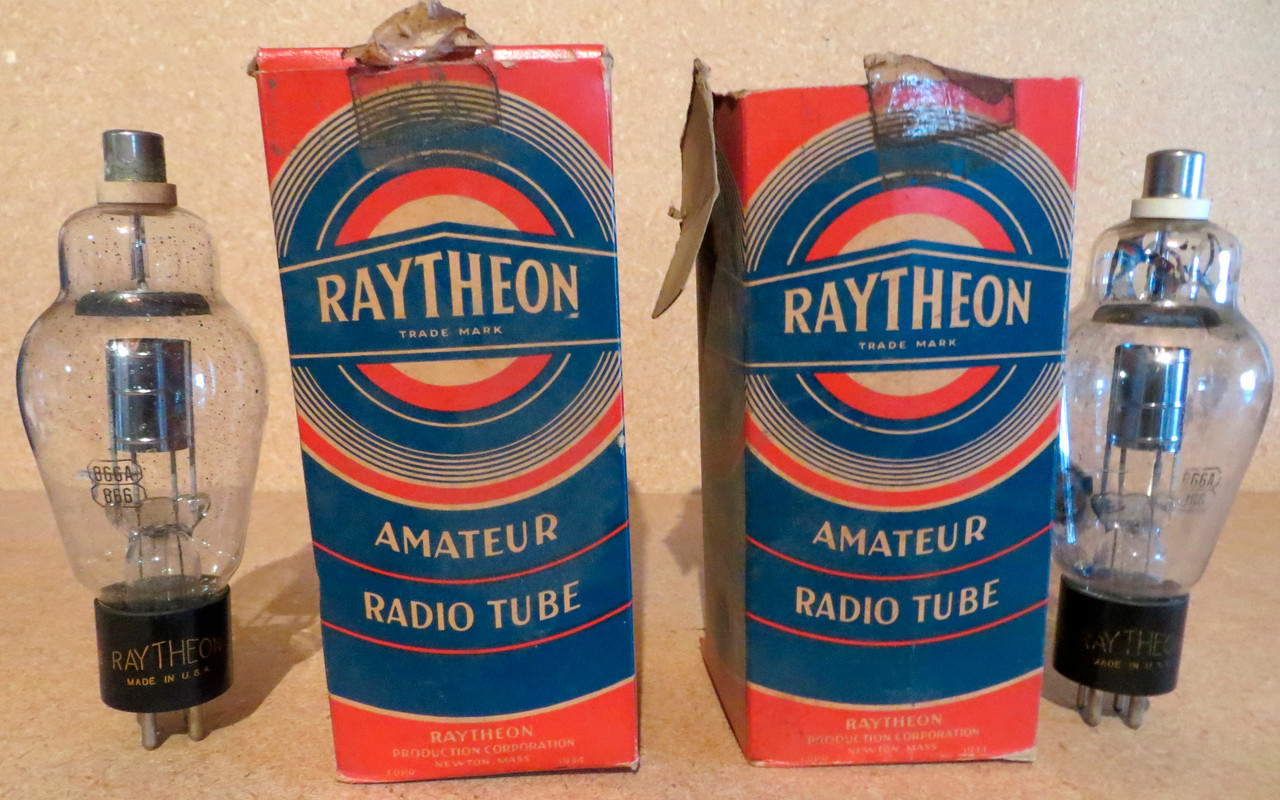 866A
866
RAYTHEON
MADE IN U.S.A.
RAYTHEON
TRADE MARK
AMATEUR
RADIO TUBE
RAYTHEON
PRODUCTION CORPORATION
NEWTON, MASS
RAYTHEON
TRADE MARK
AMATEUR
RADIO TUBE
RAYTHEON
PRODUCTION CORPORATION
NEWTON, MASS
866A
RAYTHEO
MADE IN U.S.